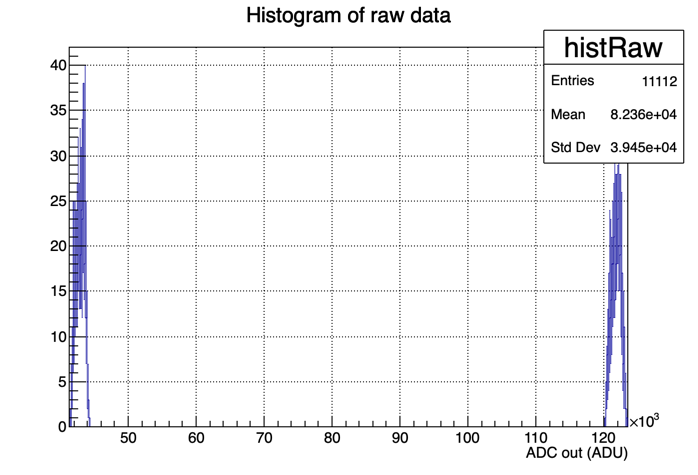 Histogram of raw data
histRaw
Entries 11112
Mean 8.236e+04
Std Dev 3.945e+04
40
35
30
25
20
15
10
5
0
50 60 70 80 90 100 110 120 ×10³
ADC out (ADU)